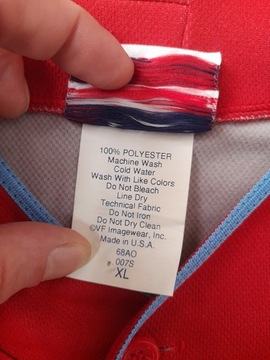 100% POLYESTER
Machine Wash
Cold Water
Wash With Like Colors
Do Not Bleach
Line Dry
Technical Fabric
Do Not Iron
Do Not Dry Clean
©VF Imagewear, Inc.
Made in U.S.A.
68AO
007S
XL